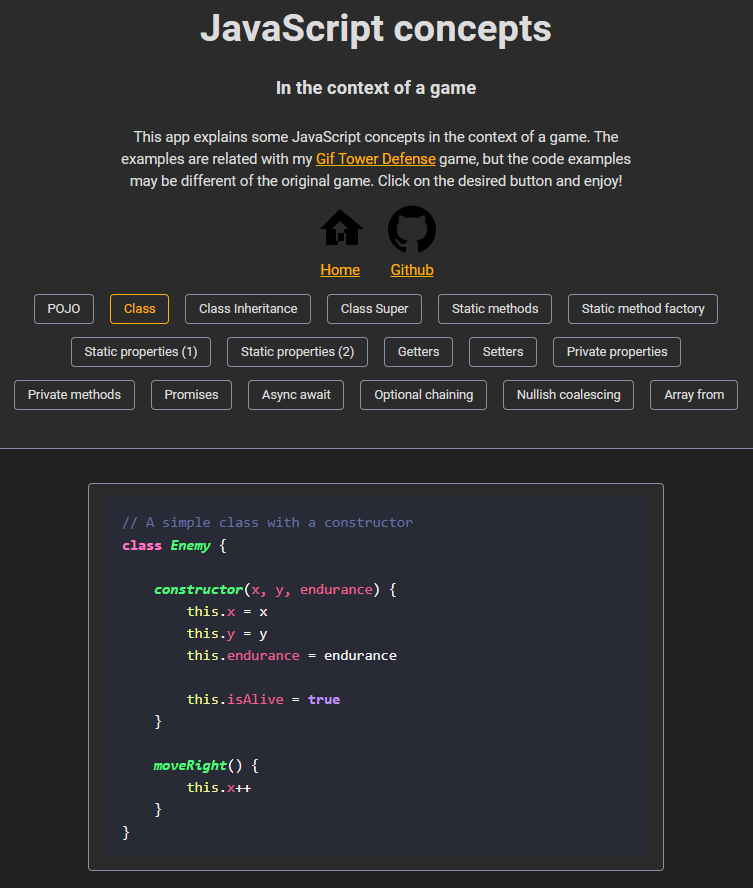 JavaScript concepts
In the context of a game
This app explains some JavaScript concepts in the context of a game. The
examples are related with my Gif Tower Defense game, but the code examples
may be different of the original game. Click on the desired button and enjoy!
Home Github
POJO Class Class Inheritance Class Super Static methods Static method factory
Static properties (1) Static properties (2) Getters Setters Private properties
Private methods Promises Async await Optional chaining Nullish coalescing Array from
// A simple class with a constructor
class Enemy {
    constructor(x, y, endurance) {
        this.x = x
        this.y = y
        this.endurance = endurance
        this.isAlive = true
    }
    moveRight() {
        this.x++
    }
}